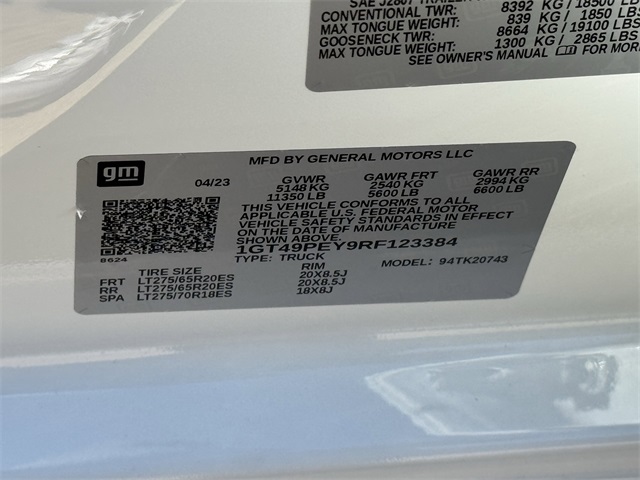 SAE J2807 TRAILER
CONVENTIONAL TWR: 8392 KG / 18500 LBS
MAX TONGUE WEIGHT: 839 KG / 1850 LBS
GOOSENECK TWR: 8664 KG / 19100 LBS
MAX TONGUE WEIGHT: 1300 KG / 2865 LBS
SEE OWNER'S MANUAL FOR MORE
gm
MFD BY GENERAL MOTORS LLC
04/23 GVWR GAWR FRT GAWR RR
5148 KG 2540 KG 2994 KG
11350 LB 5600 LB 6600 LB
THIS VEHICLE CONFORMS TO ALL
APPLICABLE U.S. FEDERAL MOTOR
VEHICLE SAFETY STANDARDS IN EFFECT
ON THE DATE OF MANUFACTURE
SHOWN ABOVE
1GT49PEY9RF123384
8624
TYPE: TRUCK MODEL: 94TK20743
TIRE SIZE RIM
FRT LT275/65R20ES 20X8.5J
RR LT275/65R20ES 20X8.5J
SPA LT275/70R18ES 18X8J